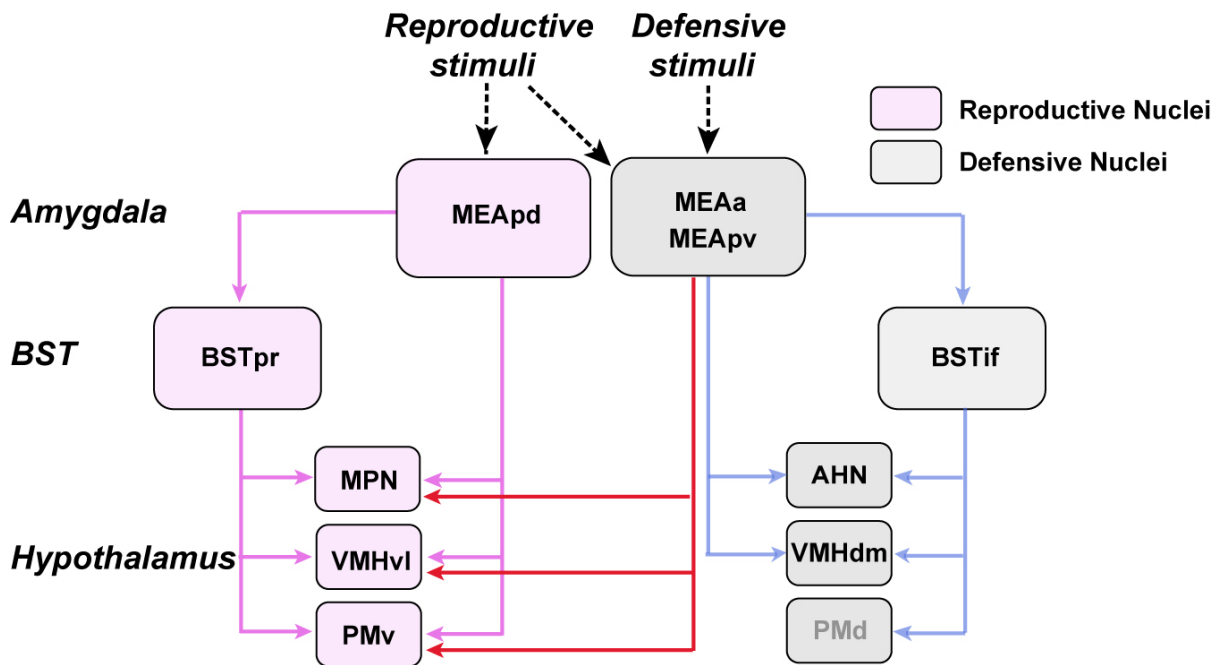 Reproductive
stimuli
Defensive
stimuli
Reproductive Nuclei
Defensive Nuclei
Amygdala
MEApd
MEAa
MEApv
BST
BSTpr
BSTif
MPN
AHN
Hypothalamus
VMHvl
VMHdm
PMv
PMd